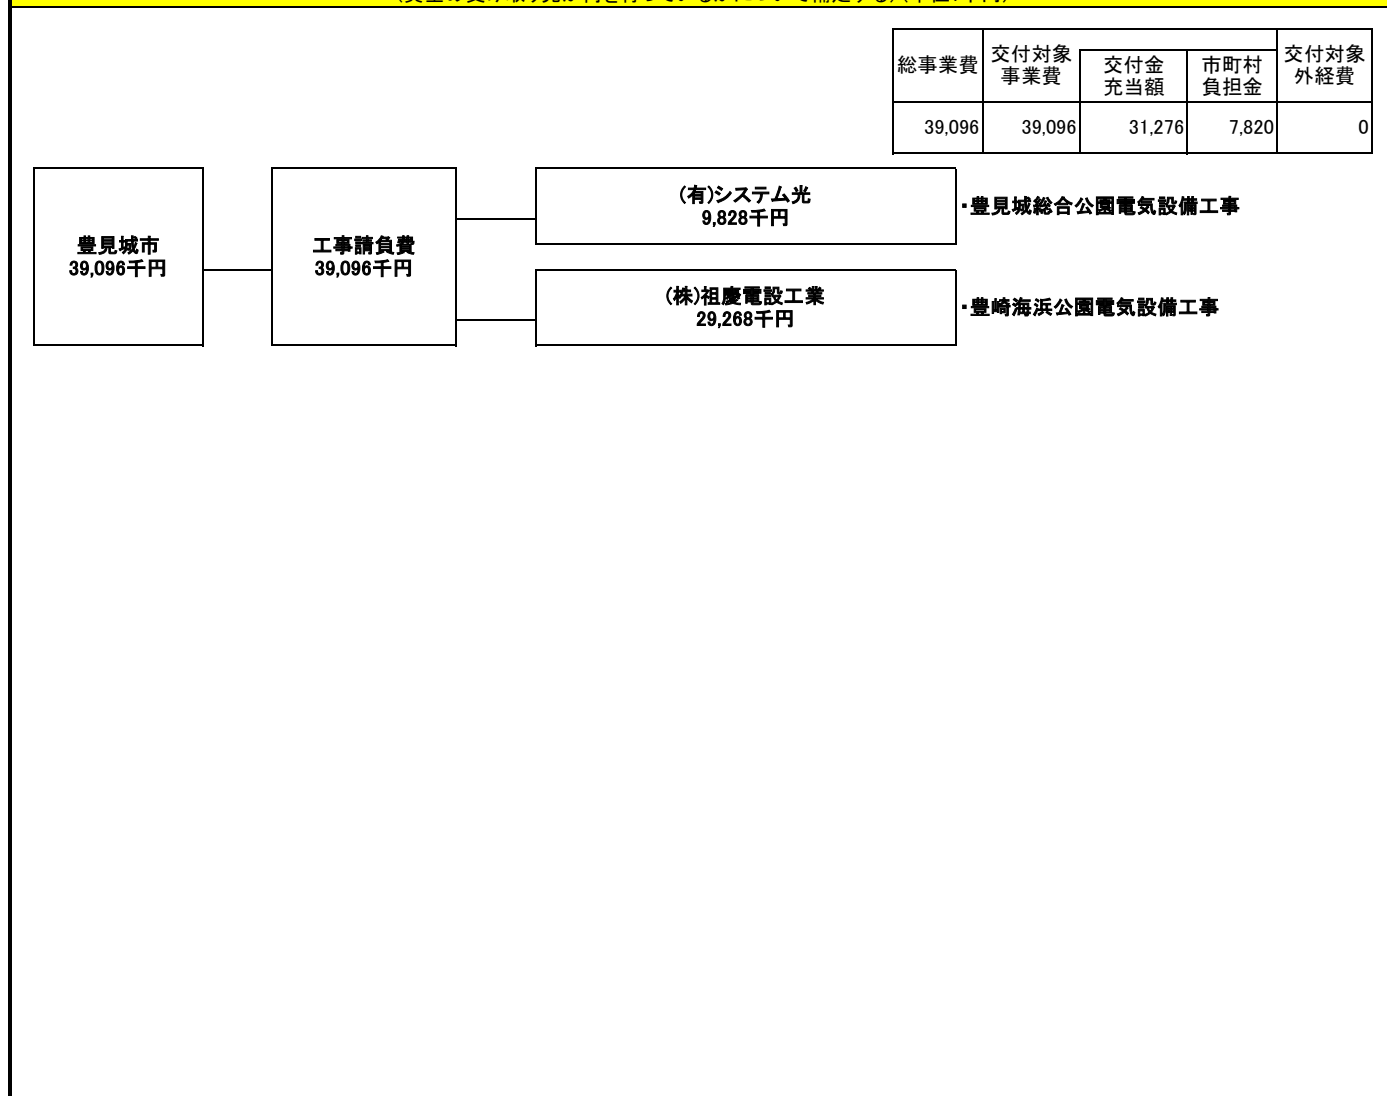 総事業費
交付対象
事業費
交付金
充当額
市町村
負担金
交付対象
外経費
39,096 39,096 31,276 7,820 0
豊見城市
39,096千円
工事請負費
39,096千円
(有)システム光
9,828千円
・豊見城総合公園電気設備工事
(株)祖慶電設工業
29,268千円
・豊崎海浜公園電気設備工事